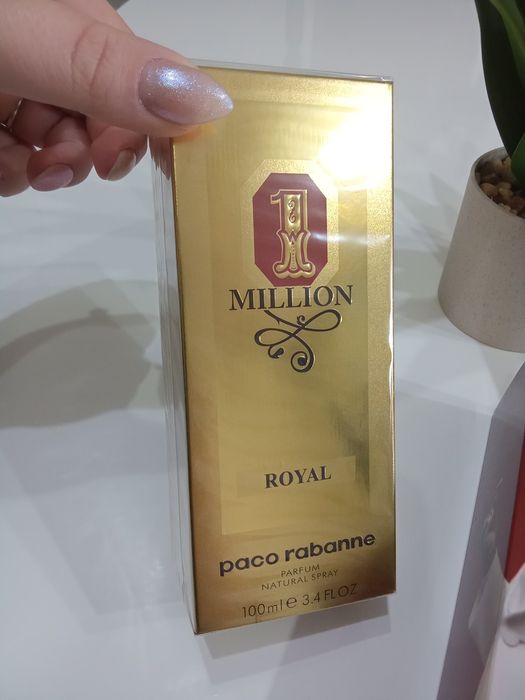 1
MILLION
ROYAL
paco rabanne
PARFUM
NATURAL SPRAY
100ml e 3.4 FL OZ